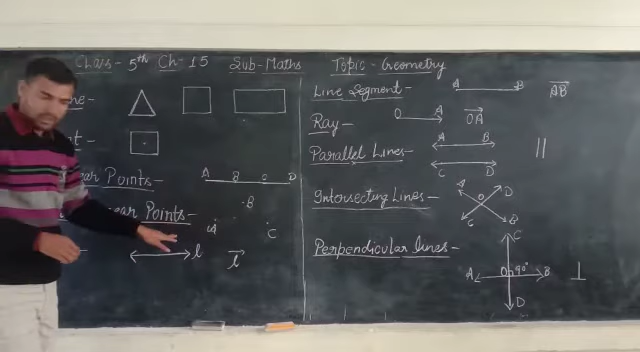 Class - 5th Ch-15 Sub-Maths Topic - Geometry
Points -
A B C D
Points -
B
A C
l l
Line Segment - A B AB
Ray - O A OA
Parallel Lines - A B ||
C D
Intersecting Lines - A D
O
C B
Perpendicular lines - C
A O 90° B ⊥
D